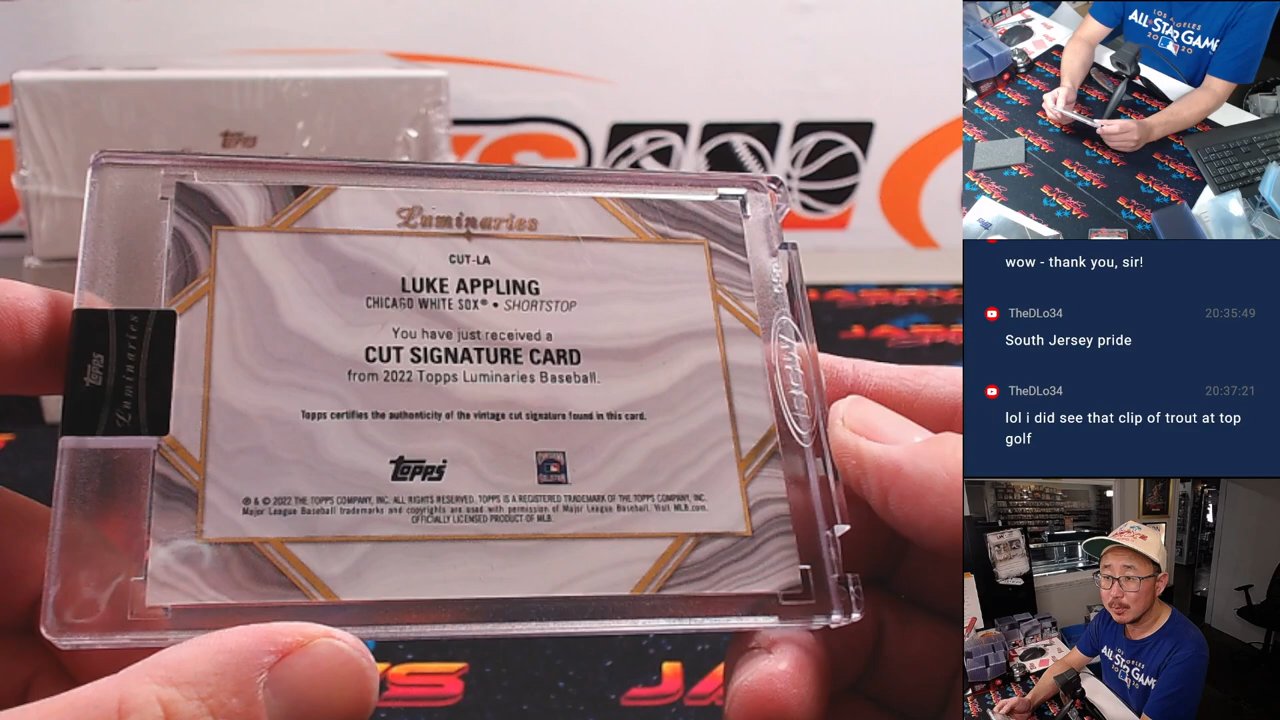 Topps
Luminaries
CUT-LA
LUKE APPLING
CHICAGO WHITE SOX® • SHORTSTOP
You have just received a
CUT SIGNATURE CARD
from 2022 Topps Luminaries Baseball.
Topps certifies the authenticity of the vintage cut signature found in this card.
Topps
® & © 2022 THE TOPPS COMPANY, INC. ALL RIGHTS RESERVED. TOPPS IS A REGISTERED TRADEMARK OF THE TOPPS COMPANY, INC.
Major League Baseball trademarks and copyrights are used with permission of Major League Baseball. Visit MLB.com.
OFFICIALLY LICENSED PRODUCT OF MLB.
Topps
Luminaries
LOS ANGELES
ALL-STAR GAME
2020
wow - thank you, sir!
TheDLo34 20:35:49
South Jersey pride
TheDLo34 20:37:21
lol i did see that clip of trout at top
golf
ALL-STAR GAME